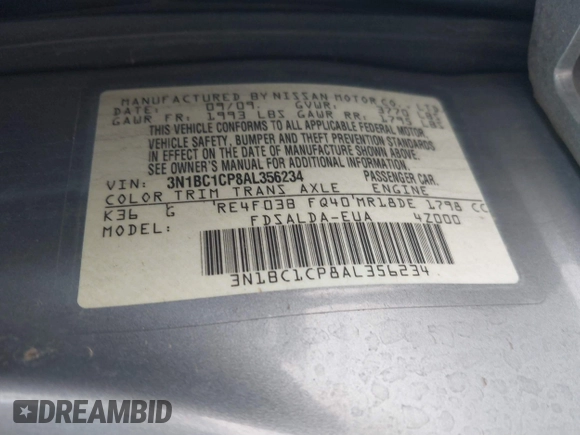 MANUFACTURED BY NISSAN MOTOR CO., LTD
DATE: 09/09. GVWR: LBS
GAWR FR: 1993 LBS GAWR RR: 1795 LBS
THIS VEHICLE CONFORMS TO ALL APPLICABLE FEDERAL MOTOR
VEHICLE SAFETY, BUMPER AND THEFT PREVENTION STANDARDS
IN EFFECT ON THE DATE OF MANUFACTURE SHOWN ABOVE.
SEE OWNER'S MANUAL FOR ADDITIONAL INFORMATION.
VIN: 3N1BC1CP8AL356234 PASSENGER CAR.
COLOR TRIM TRANS AXLE ENGINE
K36 G RE4F03B FQ40 MR18DE 1798 CC
MODEL: FDSALDA-EUA 4Z000
3N1BC1CP8AL356234
DREAMBID